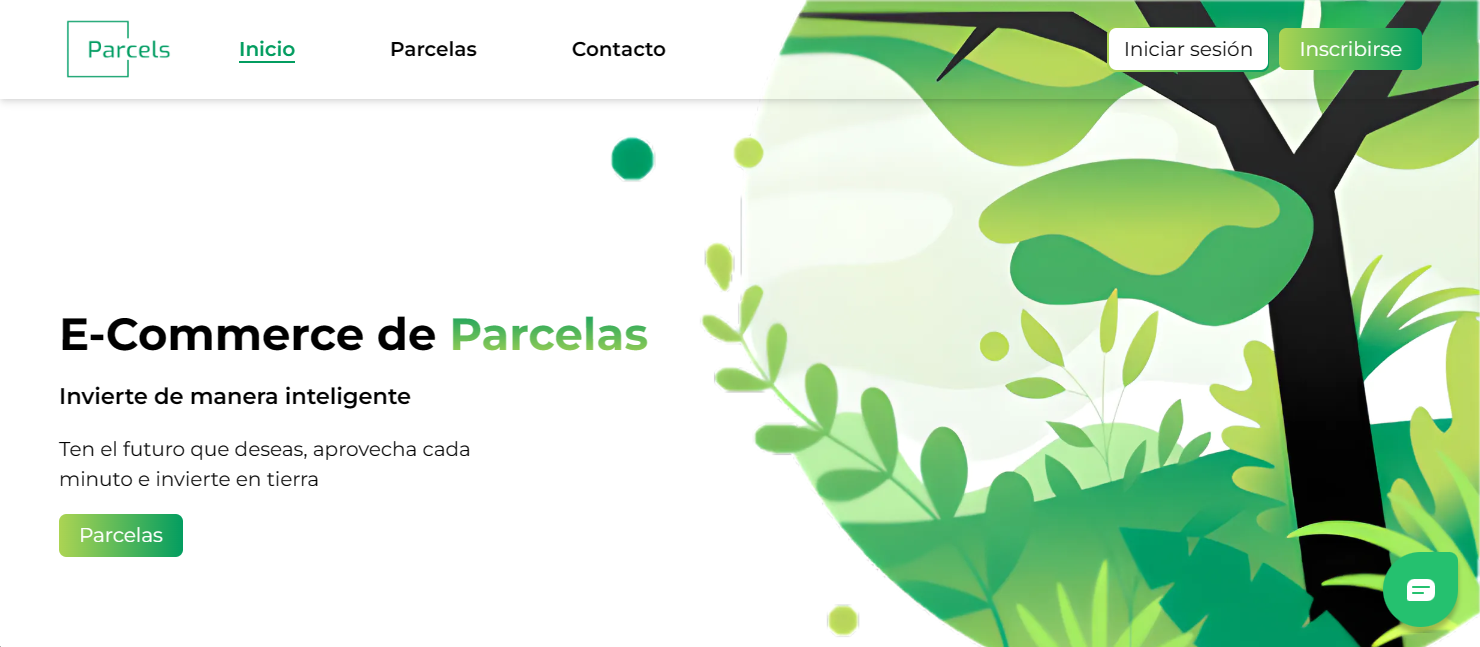 Parcels
Inicio
Parcelas
Contacto
Iniciar sesión
Inscribirse
E-Commerce de Parcelas
Invierte de manera inteligente
Ten el futuro que deseas, aprovecha cada
minuto e invierte en tierra
Parcelas